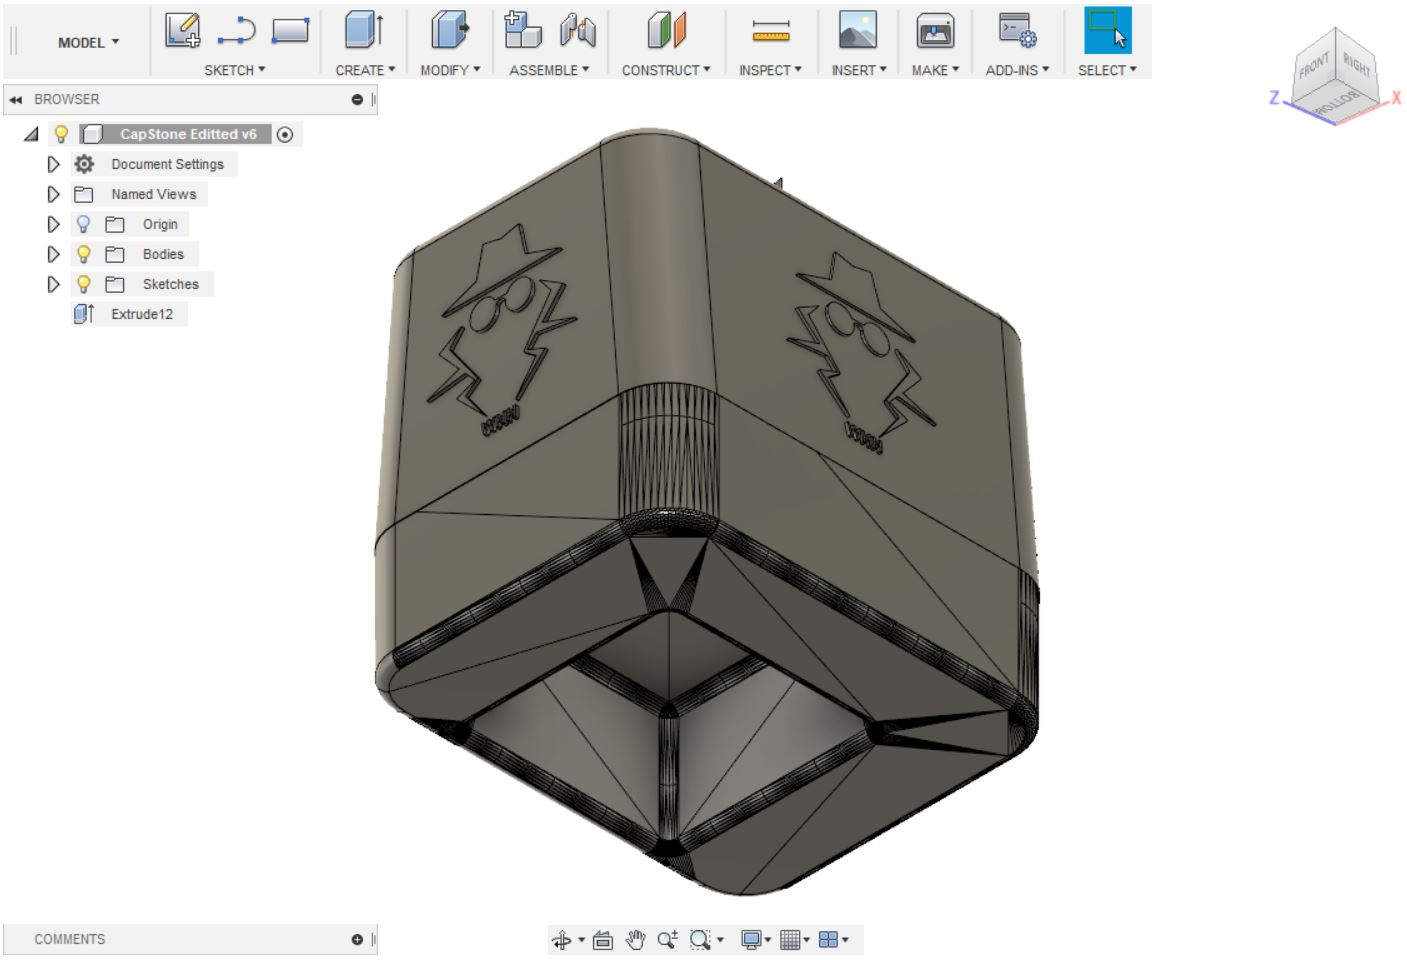 MODEL
SKETCH
CREATE
MODIFY
ASSEMBLE
CONSTRUCT
INSPECT
INSERT
MAKE
ADD-INS
SELECT
FRONT
RIGHT
BOTTOM
Z
X
BROWSER
CapStone Editted v6
Document Settings
Named Views
Origin
Bodies
Sketches
Extrude12
COMMENTS